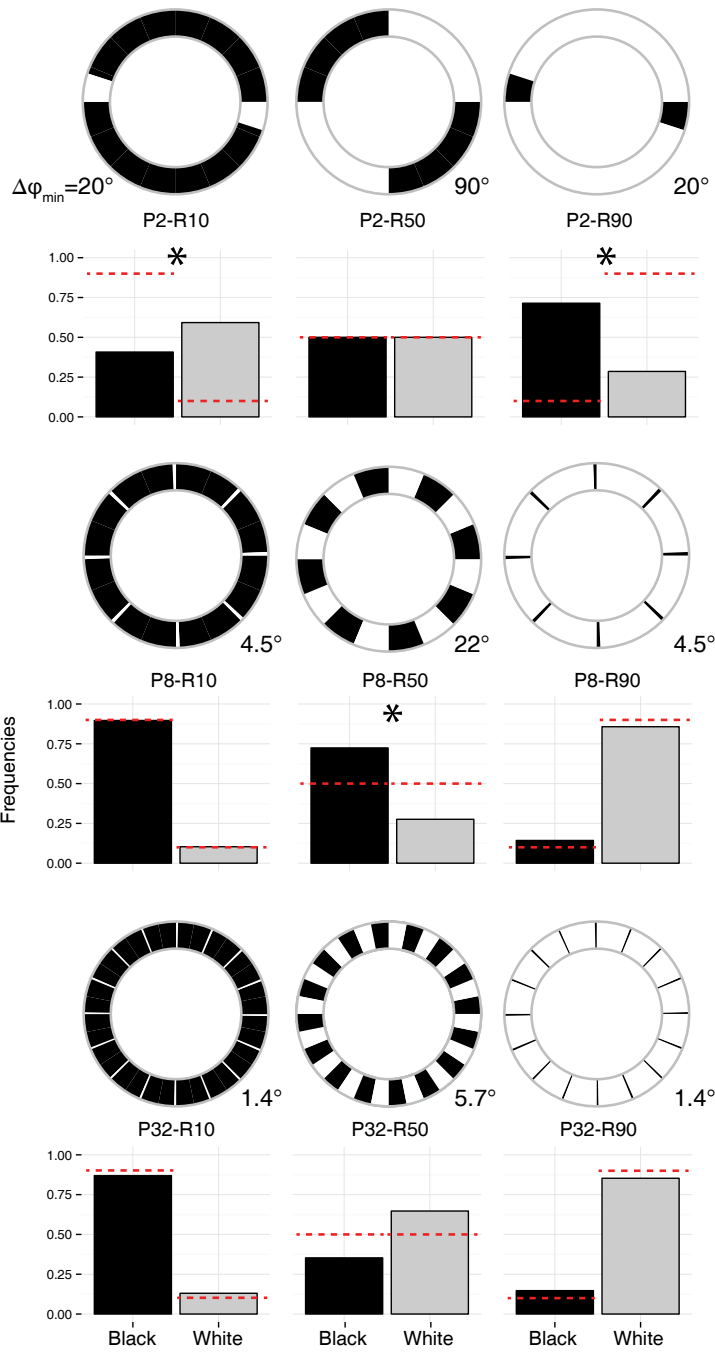 Δφmin=20°
90°
20°
P2-R10
P2-R50
P2-R90
*
*
1.00
0.75
0.50
0.25
0.00
4.5°
22°
4.5°
P8-R10
P8-R50
P8-R90
*
Frequencies
1.00
0.75
0.50
0.25
0.00
1.4°
5.7°
1.4°
P32-R10
P32-R50
P32-R90
1.00
0.75
0.50
0.25
0.00
Black
White
Black
White
Black
White